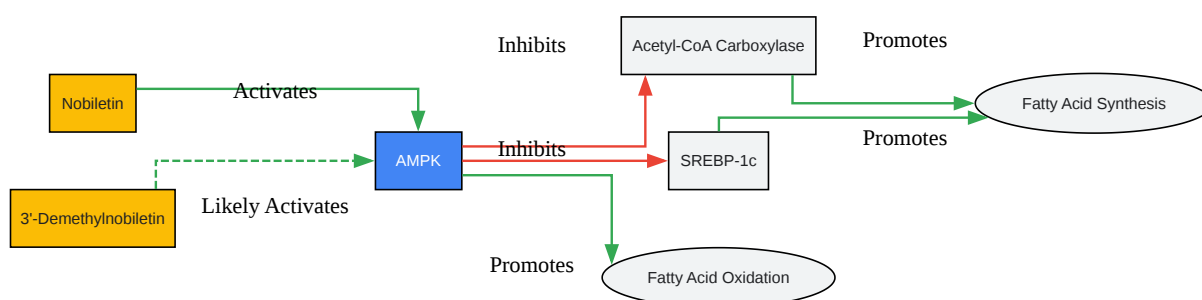 Inhibits
Acetyl-CoA Carboxylase
Promotes
Nobiletin
Activates
Fatty Acid Synthesis
AMPK
Inhibits
SREBP-1c
Promotes
3'-Demethylnobiletin
Likely Activates
Promotes
Fatty Acid Oxidation